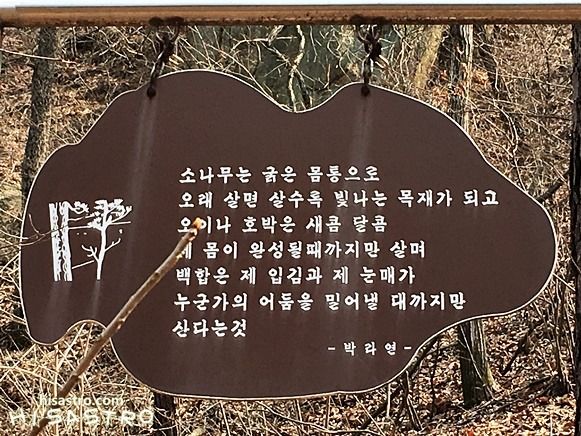 소나무는 굵은 몸통으로
오래 살면 살수록 빛나는 목재가 되고
오이나 호박은 새콤 달콤
제 몸이 완성될때까지만 살며
백합은 제 입김과 제 눈매가
누군가의 어둠을 밀어낼 대까지만
산다는것
- 박 라 연 -
hisastro.com
HISASTRO